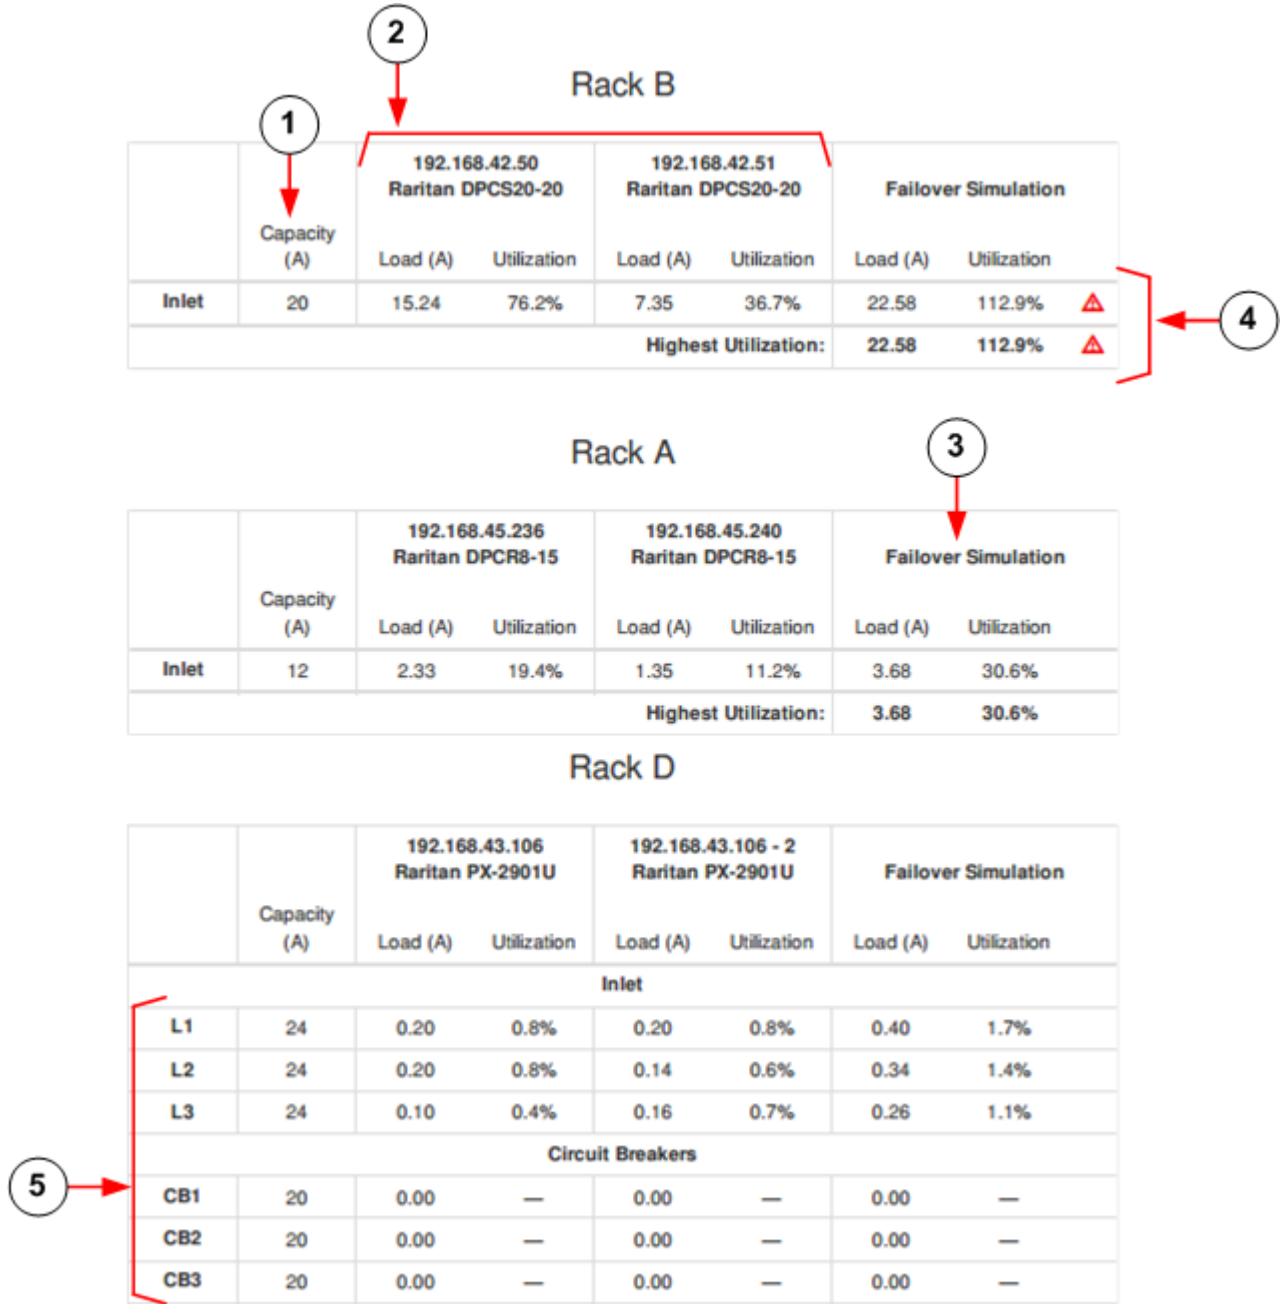 2
Rack B
1
192.168.42.50 192.168.42.51
Raritan DPCS20-20 Raritan DPCS20-20 Failover Simulation
Capacity
(A) Load (A) Utilization Load (A) Utilization Load (A) Utilization
Inlet 20 15.24 76.2% 7.35 36.7% 22.58 112.9%
4
Highest Utilization: 22.58 112.9%
Rack A
3
192.168.45.236 192.168.45.240
Raritan DPCR8-15 Raritan DPCR8-15 Failover Simulation
Capacity
(A) Load (A) Utilization Load (A) Utilization Load (A) Utilization
Inlet 12 2.33 19.4% 1.35 11.2% 3.68 30.6%
Highest Utilization: 3.68 30.6%
Rack D
192.168.43.106 192.168.43.106 - 2
Raritan PX-2901U Raritan PX-2901U Failover Simulation
Capacity
(A) Load (A) Utilization Load (A) Utilization Load (A) Utilization
Inlet
L1 24 0.20 0.8% 0.20 0.8% 0.40 1.7%
L2 24 0.20 0.8% 0.14 0.6% 0.34 1.4%
L3 24 0.10 0.4% 0.16 0.7% 0.26 1.1%
Circuit Breakers
5
CB1 20 0.00 — 0.00 — 0.00 —
CB2 20 0.00 — 0.00 — 0.00 —
CB3 20 0.00 — 0.00 — 0.00 —